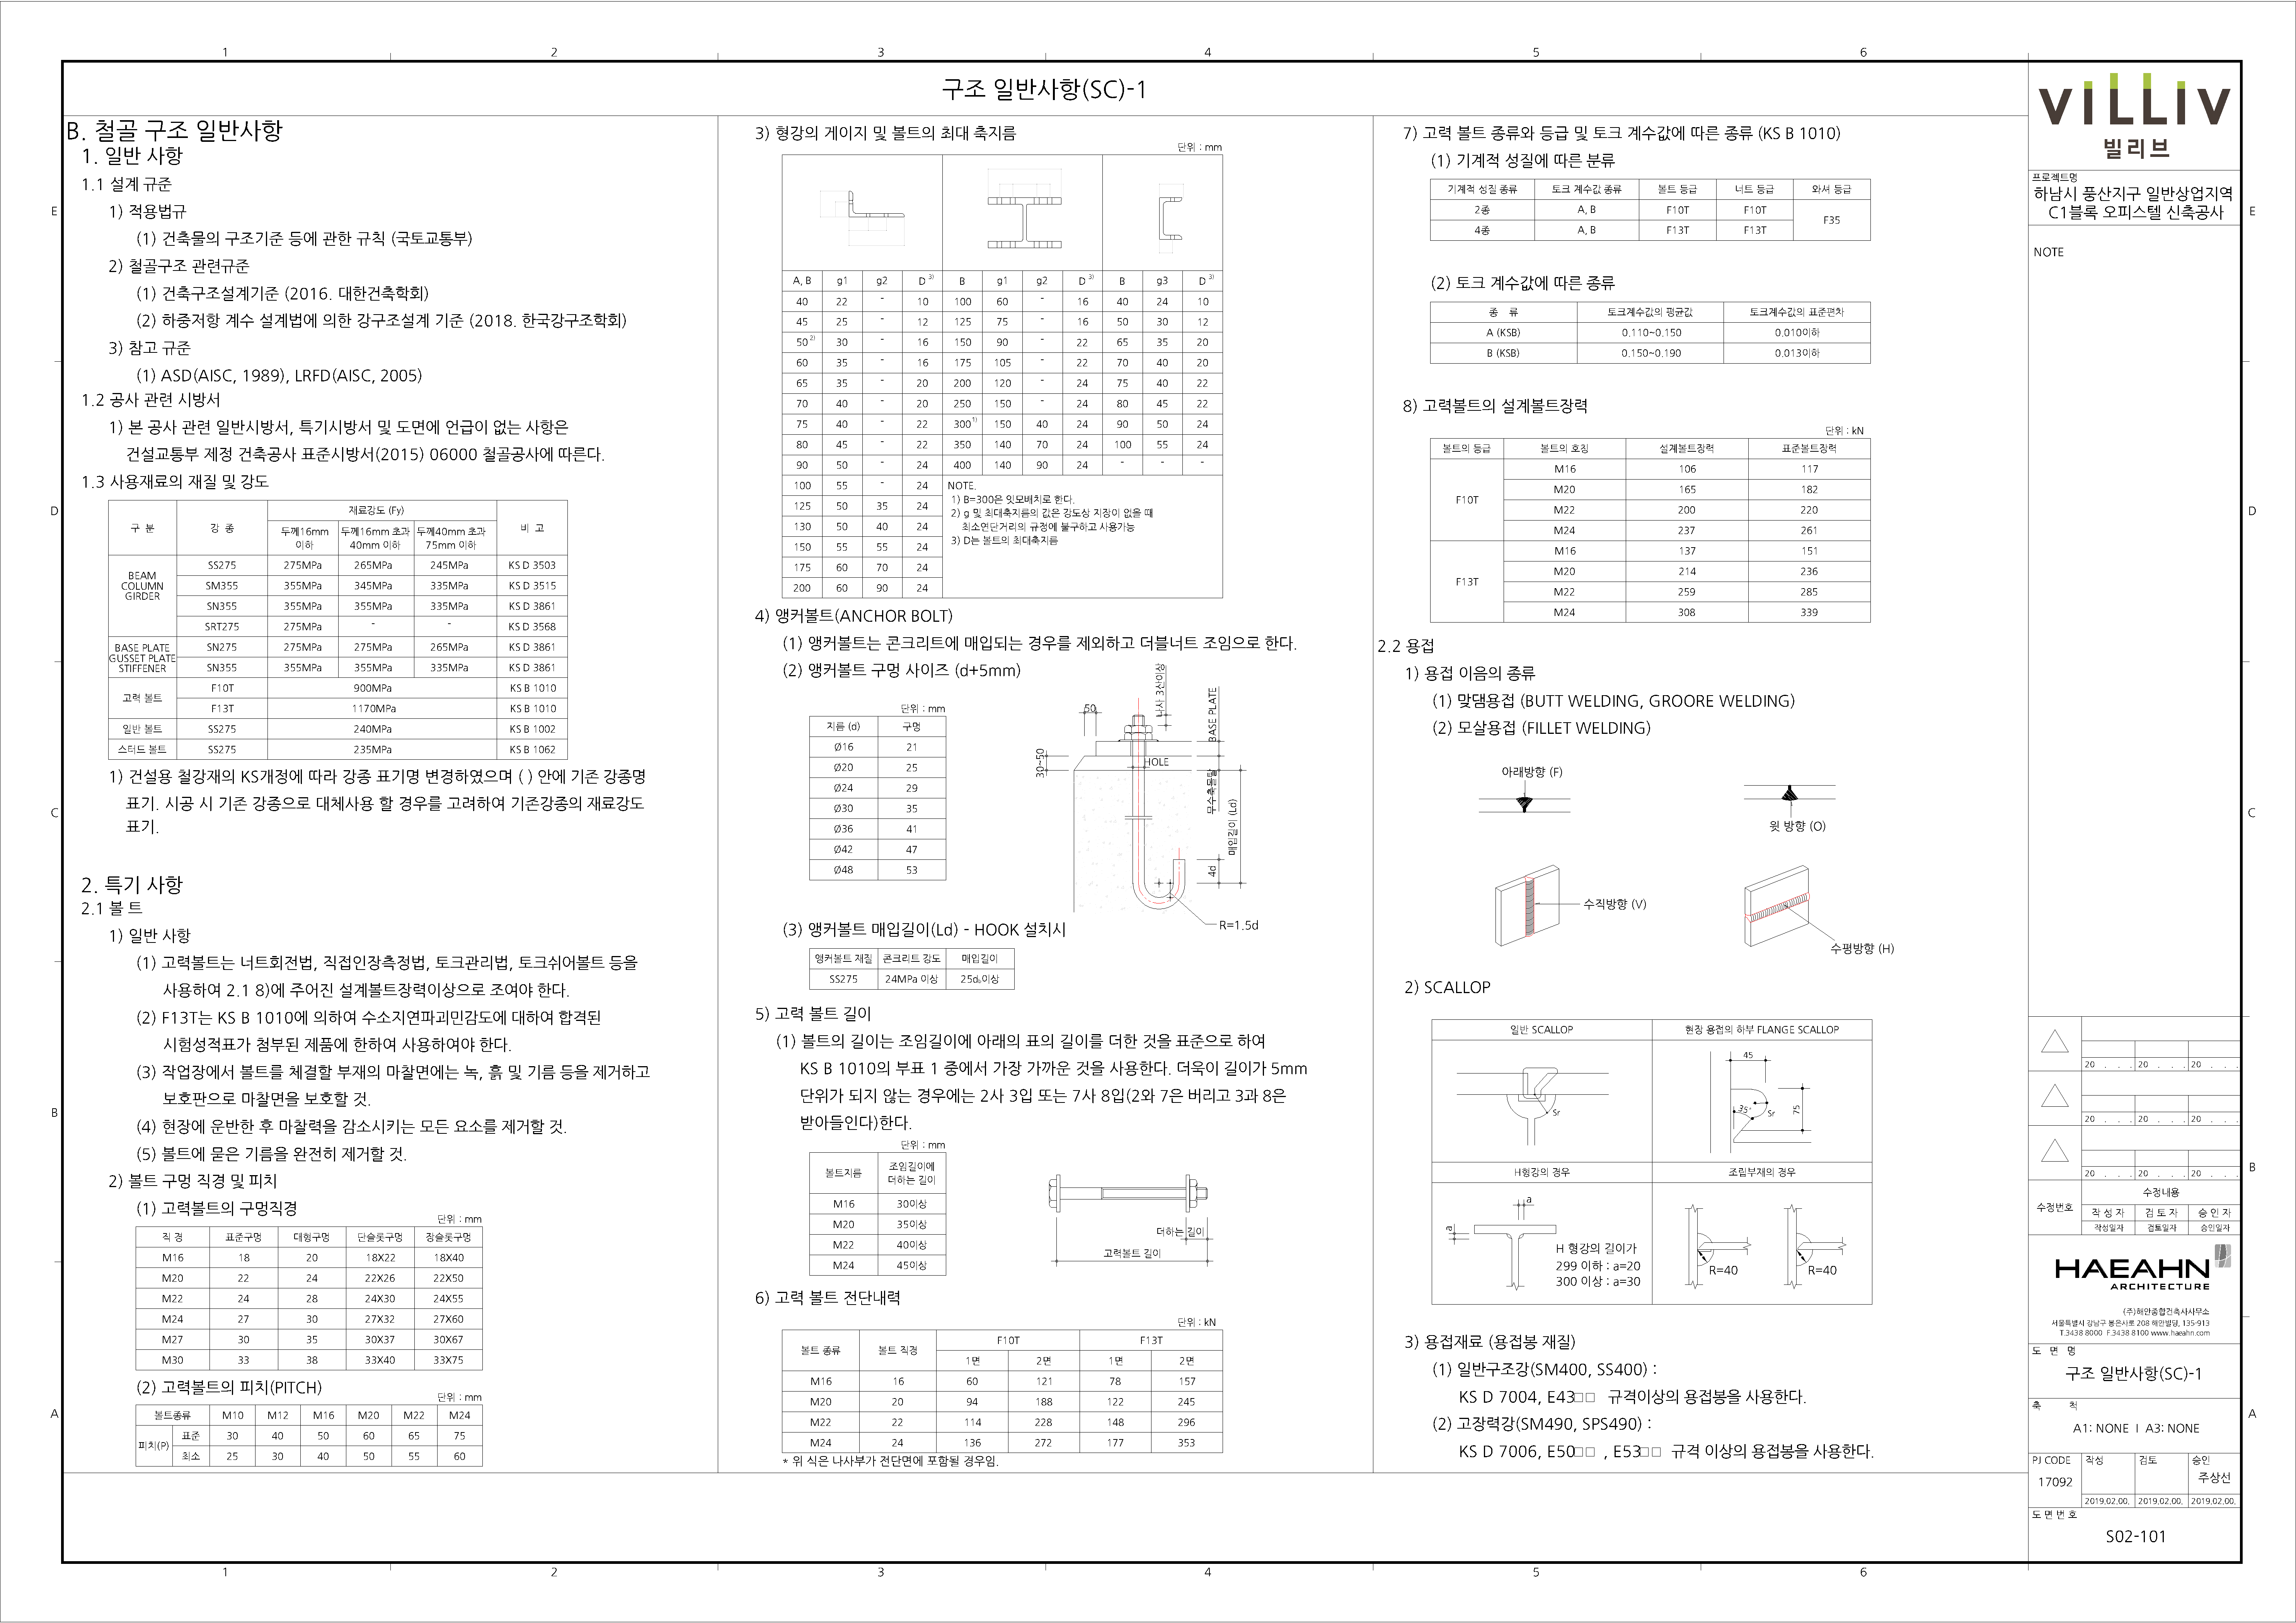 구조 일반사항(SC)-1
B. 철골 구조 일반사항
1. 일반 사항
1.1 설계 규준
1) 적용법규
(1) 건축물의 구조기준 등에 관한 규칙 (국토교통부)
2) 철골구조 관련규준
(1) 건축구조설계기준 (2016. 대한건축학회)
(2) 하중저항 계수 설계법에 의한 강구조설계 기준 (2018. 한국강구조학회)
3) 참고 규준
(1) ASD(AISC, 1989), LRFD(AISC, 2005)
1.2 공사 관련 시방서
1) 본 공사 관련 일반시방서, 특기시방서 및 도면에 언급이 없는 사항은
건설교통부 제정 건축공사 표준시방서(2015) 06000 철골공사에 따른다.
1.3 사용재료의 재질 및 강도
구 분 강 종 재료강도 (Fy) 비 고
두께16mm 이하 두께16mm 초과 40mm 이하 두께40mm 초과 75mm 이하
BEAM COLUMN GIRDER
SS275 275MPa 265MPa 245MPa KS D 3503
SM355 355MPa 345MPa 335MPa KS D 3515
SN355 355MPa 355MPa 335MPa KS D 3861
SRT275 275MPa - - KS D 3568
BASE PLATE GUSSET PLATE STIFFENER
SN275 275MPa 275MPa 265MPa KS D 3861
SN355 355MPa 355MPa 335MPa KS D 3861
고력 볼트 F10T 900MPa KS B 1010
F13T 1170MPa KS B 1010
일반 볼트 SS275 240MPa KS B 1002
스터드 볼트 SS275 235MPa KS B 1062
1) 건설용 철강재의 KS개정에 따라 강종 표기명 변경하였으며 ( ) 안에 기존 강종명
표기. 시공 시 기존 강종으로 대체사용 할 경우를 고려하여 기존강종의 재료강도
표기.
2. 특기 사항
2.1 볼 트
1) 일반 사항
(1) 고력볼트는 너트회전법, 직접인장측정법, 토크관리법, 토크쉬어볼트 등을
사용하여 2.1 8)에 주어진 설계볼트장력이상으로 조여야 한다.
(2) F13T는 KS B 1010에 의하여 수소지연파괴민감도에 대하여 합격된
시험성적표가 첨부된 제품에 한하여 사용하여야 한다.
(3) 작업장에서 볼트를 체결할 부재의 마찰면에는 녹, 흙 및 기름 등을 제거하고
보호판으로 마찰면을 보호할 것.
(4) 현장에 운반한 후 마찰력을 감소시키는 모든 요소를 제거할 것.
(5) 볼트에 묻은 기름을 완전히 제거할 것.
2) 볼트 구멍 직경 및 피치
(1) 고력볼트의 구멍직경
단위 : mm
직 경 표준구멍 대형구멍 단슬롯구멍 장슬롯구멍
M16 18 20 18X22 18X40
M20 22 24 22X26 22X50
M22 24 28 24X30 24X55
M24 27 30 27X32 27X60
M27 30 35 30X37 30X67
M30 33 38 33X40 33X75
(2) 고력볼트의 피치(PITCH)
단위 : mm
볼트종류 M10 M12 M16 M20 M22 M24
피치(P) 표준 30 40 50 60 65 75
최소 25 30 40 50 55 60
3) 형강의 게이지 및 볼트의 최대 축지름
단위 : mm
A, B g1 g2 D 3) B g1 g2 D 3) B g3 D 3)
40 22 - 10 100 60 - 16 40 24 10
45 25 - 12 125 75 - 16 50 30 12
50 2) 30 - 16 150 90 - 22 65 35 20
60 35 - 16 175 105 - 22 70 40 20
65 35 - 20 200 120 - 24 75 40 22
70 40 - 20 250 150 - 24 80 45 22
75 40 - 22 300 1) 150 40 24 90 50 24
80 45 - 22 350 140 70 24 100 55 24
90 50 - 24 400 140 90 24 - - -
100 55 - 24
125 50 35 24
130 50 40 24
150 55 55 24
175 60 70 24
200 60 90 24
NOTE.
1) B=300은 엇모배치로 한다.
2) g 및 최대축지름의 값은 강도상 지장이 없을 때
최소연단거리의 규정에 불구하고 사용가능
3) D는 볼트의 최대축지름
4) 앵커볼트(ANCHOR BOLT)
(1) 앵커볼트는 콘크리트에 매입되는 경우를 제외하고 더블너트 조임으로 한다.
(2) 앵커볼트 구멍 사이즈 (d+5mm)
단위 : mm
지름 (d) 구멍
Ø16 21
Ø20 25
Ø24 29
Ø30 35
Ø36 41
Ø42 47
Ø48 53
50
나사 3산이상
BASE PLATE
30~50
HOLE
무수축몰탈
매입길이 (Ld)
4d
R=1.5d
(3) 앵커볼트 매입길이(Ld) - HOOK 설치시
앵커볼트 재질 콘크리트 강도 매입길이
SS275 24MPa 이상 25d₀이상
5) 고력 볼트 길이
(1) 볼트의 길이는 조임길이에 아래의 표의 길이를 더한 것을 표준으로 하여
KS B 1010의 부표 1 중에서 가장 가까운 것을 사용한다. 더욱이 길이가 5mm
단위가 되지 않는 경우에는 2사 3입 또는 7사 8입(2와 7은 버리고 3과 8은
받아들인다)한다.
단위 : mm
볼트지름 조임길이에 더하는 길이
M16 30이상
M20 35이상
M22 40이상
M24 45이상
더하는 길이
고력볼트 길이
6) 고력 볼트 전단내력
단위 : kN
볼트 종류 볼트 직경 F10T F13T
1면 2면 1면 2면
M16 16 60 121 78 157
M20 20 94 188 122 245
M22 22 114 228 148 296
M24 24 136 272 177 353
* 위 식은 나사부가 전단면에 포함될 경우임.
7) 고력 볼트 종류와 등급 및 토크 계수값에 따른 종류 (KS B 1010)
(1) 기계적 성질에 따른 분류
기계적 성질 종류 토크 계수값 종류 볼트 등급 너트 등급 와셔 등급
2종 A, B F10T F10T F35
4종 A, B F13T F13T
(2) 토크 계수값에 따른 종류
종 류 토크계수값의 평균값 토크계수값의 표준편차
A (KSB) 0.110~0.150 0.010이하
B (KSB) 0.150~0.190 0.013이하
8) 고력볼트의 설계볼트장력
단위 : kN
볼트의 등급 볼트의 호칭 설계볼트장력 표준볼트장력
F10T
M16 106 117
M20 165 182
M22 200 220
M24 237 261
F13T
M16 137 151
M20 214 236
M22 259 285
M24 308 339
2.2 용접
1) 용접 이음의 종류
(1) 맞댐용접 (BUTT WELDING, GROORE WELDING)
(2) 모살용접 (FILLET WELDING)
아래방향 (F)
윗 방향 (O)
수직방향 (V)
수평방향 (H)
2) SCALLOP
일반 SCALLOP 현장 용접의 하부 FLANGE SCALLOP
Sr
45
35°
Sr
75
H형강의 경우 조립부재의 경우
a
a
H 형강의 길이가
299 이하 : a=20
300 이상 : a=30
R=40
R=40
3) 용접재료 (용접봉 재질)
(1) 일반구조강(SM400, SS400) :
KS D 7004, E43□□ 규격이상의 용접봉을 사용한다.
(2) 고장력강(SM490, SPS490) :
KS D 7006, E50□□ , E53□□ 규격 이상의 용접봉을 사용한다.
VILLIV
빌리브
프로젝트명
하남시 풍산지구 일반상업지역
C1블록 오피스텔 신축공사
NOTE
20 . . . 20 . . . 20 . . .
20 . . . 20 . . . 20 . . .
20 . . . 20 . . . 20 . . .
수정번호 수정내용
작 성 자 검 토 자 승 인 자
작성일자 검토일자 승인일자
HAEAHN
ARCHITECTURE
(주)해안종합건축사사무소
서울특별시 강남구 봉은사로 208 해안빌딩, 135-913
T.3438 8000 F.3438 8100 www.haeahn.com
도 면 명
구조 일반사항(SC)-1
축 척
A1: NONE I A3: NONE
PJ CODE 작성 검토 승인
17092 주상선
2019.02.00. 2019.02.00. 2019.02.00.
도 면 번 호
S02-101
1 2 3 4 5 6
1 2 3 4 5 6
E D C B A
E D C B A